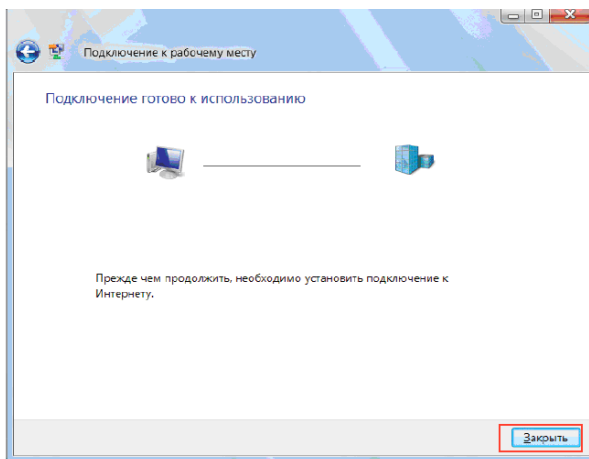 Подключение к рабочему месту
Подключение готово к использованию
Прежде чем продолжить, необходимо установить подключение к
Интернету.
Закрыть